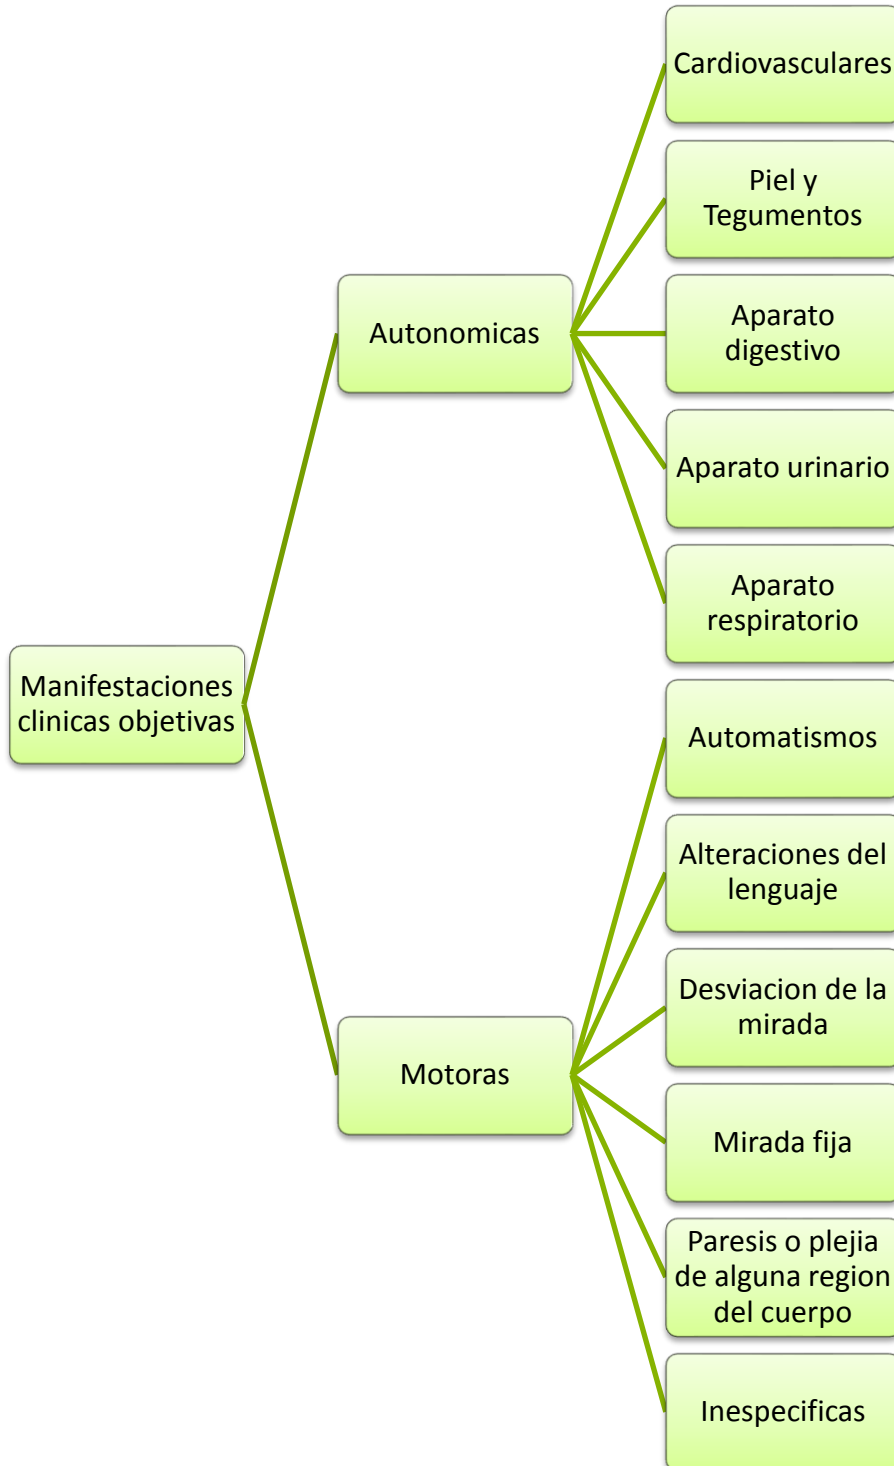 Manifestaciones
clinicas objetivas
Autonomicas
Cardiovasculares
Piel y
Tegumentos
Aparato
digestivo
Aparato urinario
Aparato
respiratorio
Motoras
Automatismos
Alteraciones del
lenguaje
Desviacion de la
mirada
Mirada fija
Paresis o plejia
de alguna region
del cuerpo
Inespecificas